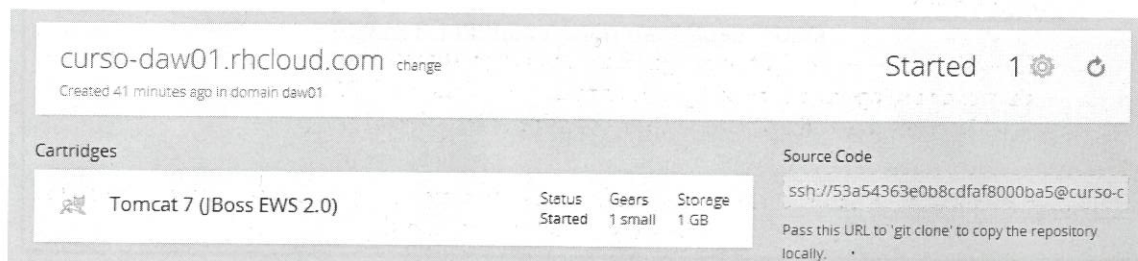 curso-daw01.rhcloud.com change
Started 1
Created 41 minutes ago in domain daw01
Cartridges
Source Code
Tomcat 7 (JBoss EWS 2.0)
Status Gears Storage
Started 1 small 1 GB
ssh://53a54363e0b8cdfaf8000ba5@curso-c
Pass this URL to 'git clone' to copy the repository
locally.